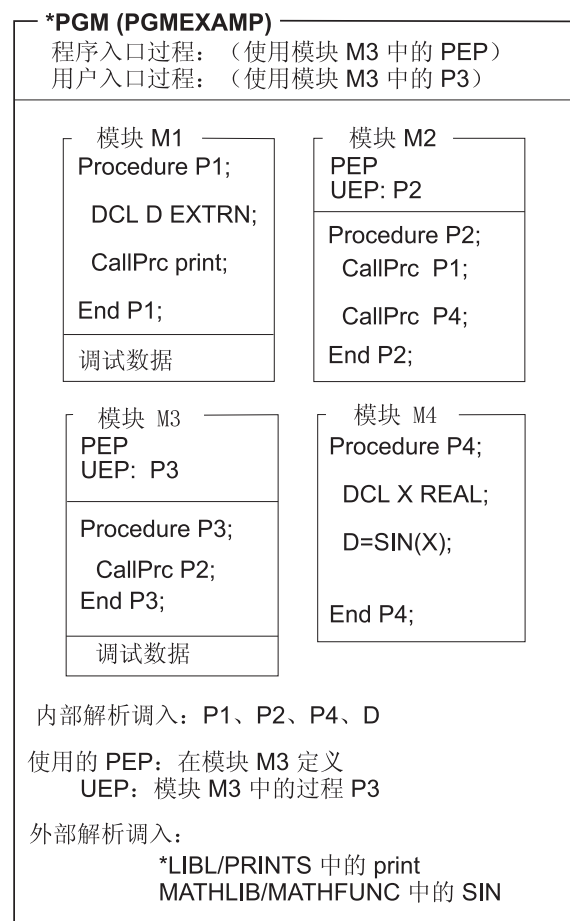 *PGM (PGMEXAMP)
程序入口过程：（使用模块 M3 中的 PEP）
用户入口过程：（使用模块 M3 中的 P3）
模块 M1
Procedure P1;
DCL D EXTRN;
CallPrc print;
End P1;
调试数据
模块 M2
PEP
UEP: P2
Procedure P2;
CallPrc P1;
CallPrc P4;
End P2;
模块 M3
PEP
UEP: P3
Procedure P3;
CallPrc P2;
End P3;
调试数据
模块 M4
Procedure P4;
DCL X REAL;
D=SIN(X);
End P4;
内部解析调入：P1、P2、P4、D
使用的 PEP：在模块 M3 定义
UEP：模块 M3 中的过程 P3
外部解析调入：
*LIBL/PRINTS 中的 print
MATHLIB/MATHFUNC 中的 SIN